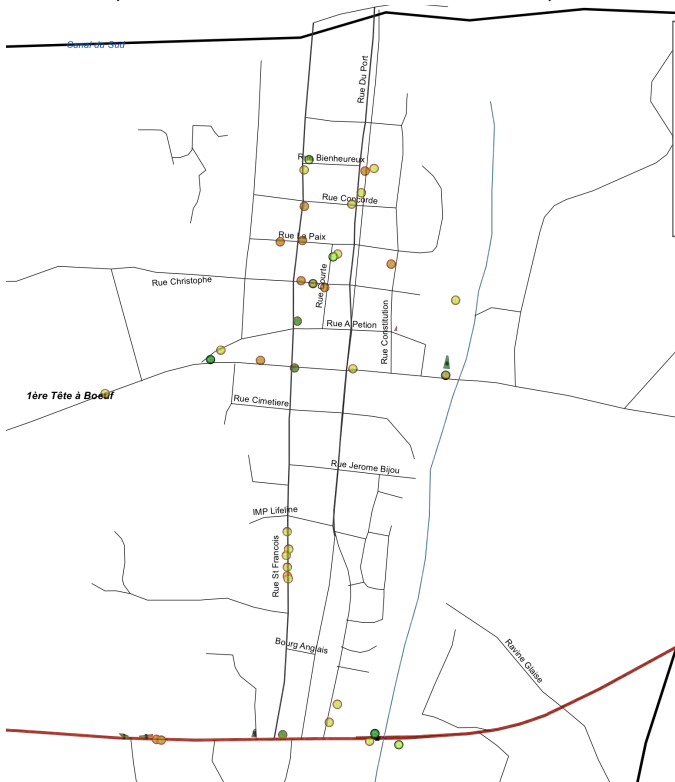 Canal du Sud
Rue Du Port
Rue Bienheureux
Rue Concorde
Rue La Paix
Rue Christophe
Rue Courte
Rue A Petion
Rue Constitution
1ère Tête à Boeuf
Rue Cimetiere
Rue Jerome Bijou
IMP Lifeline
Rue St Francois
Bourg Anglais
Ravine Glaise